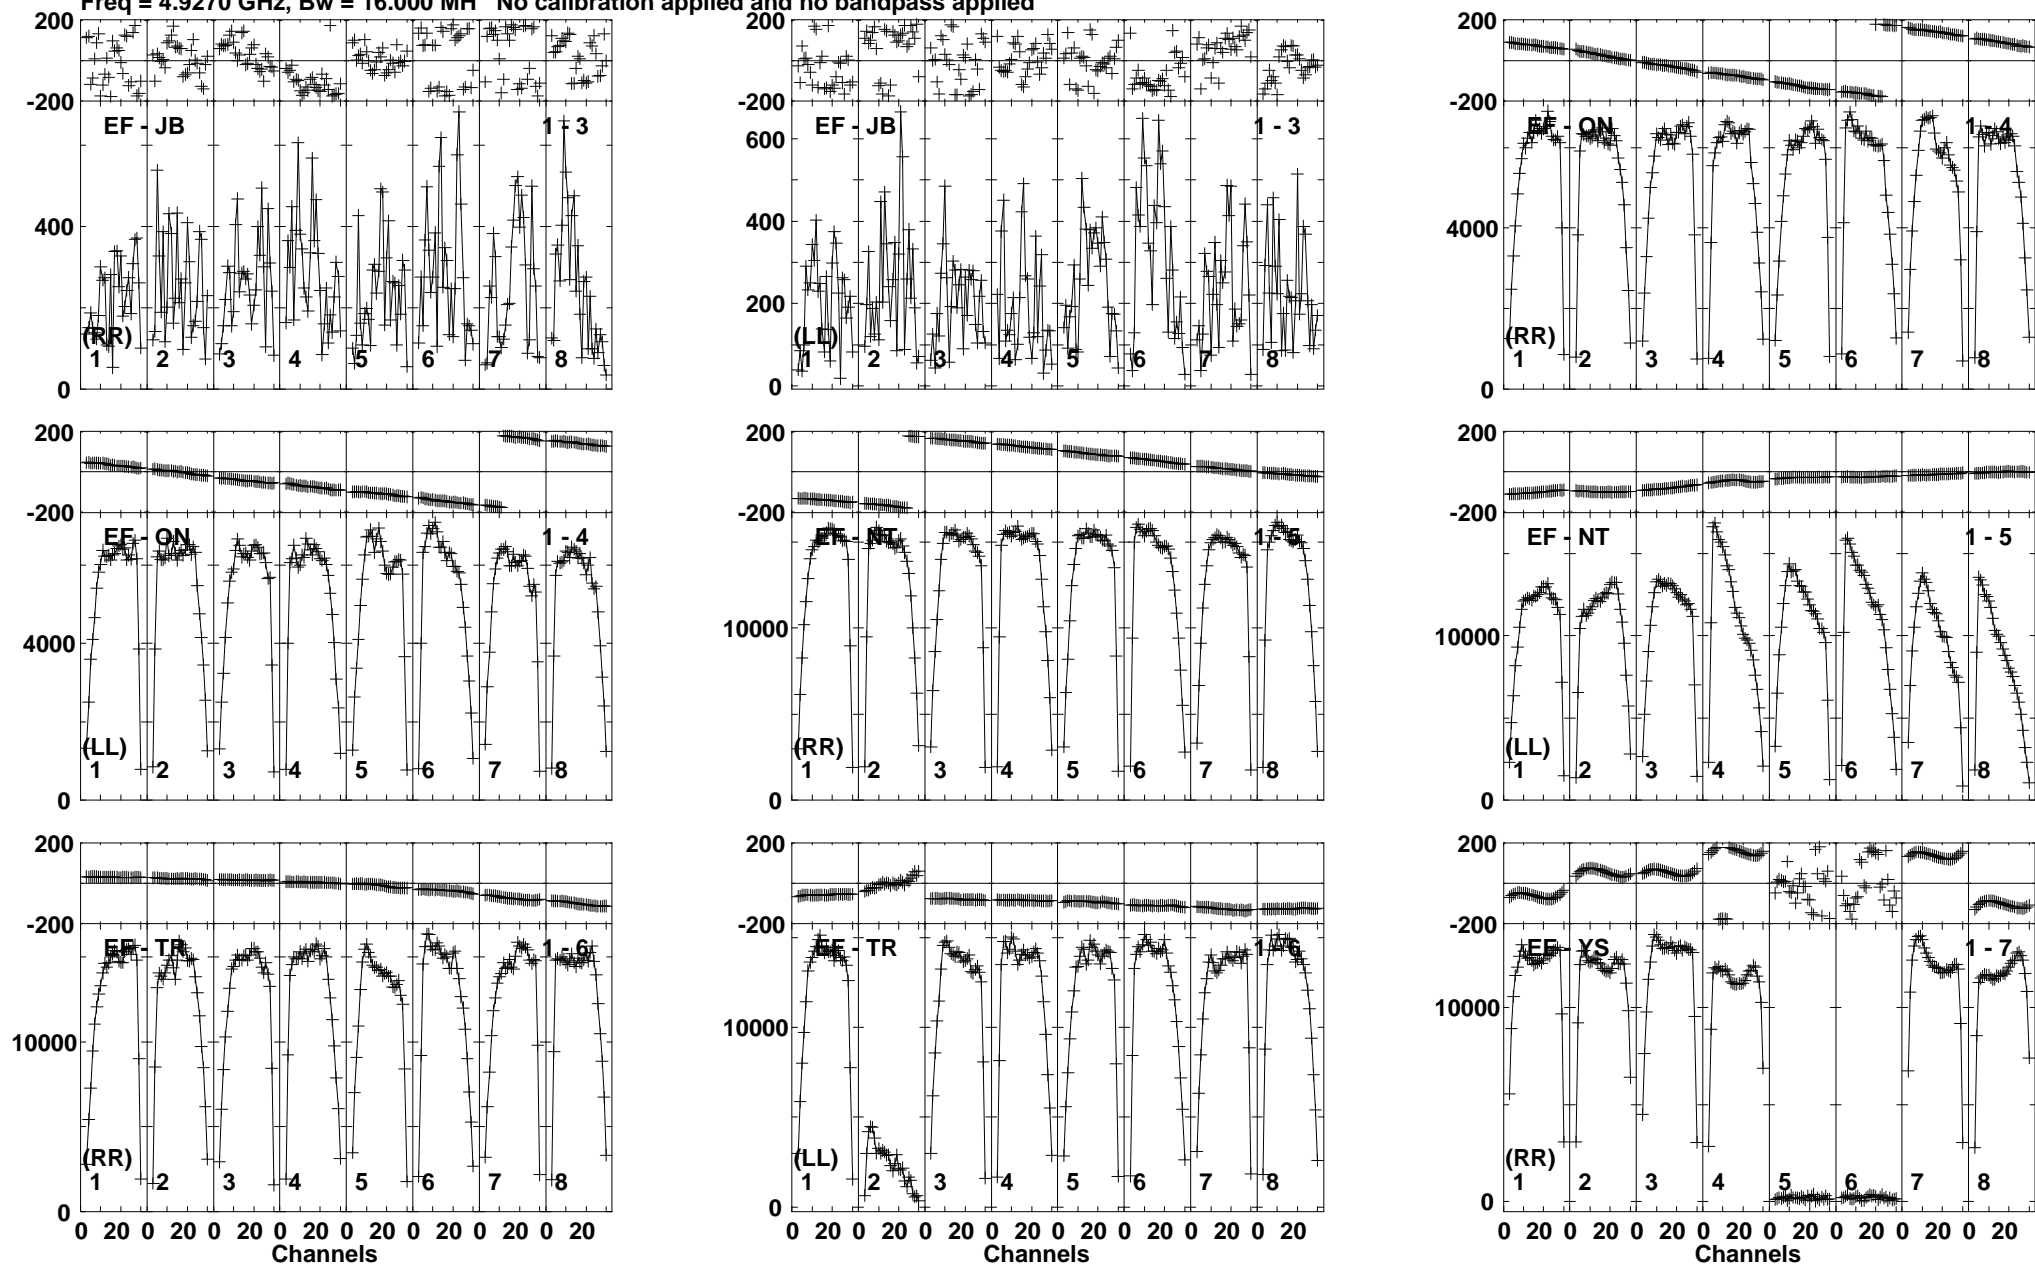 Freq = 4.9270 GHz, Bw = 16.000 MH No calibration applied and no bandpass applied
200
-200
EF - JB 1 - 3
400
(RR)
1 2 3 4 5 6 7 8
0
200
-200
EF - JB 1 - 3
600
400
200
(LL)
1 2 3 4 5 6 7 8
0
200
-200
EF - ON 1 - 4
4000
(RR)
1 2 3 4 5 6 7 8
0
200
-200
EF - ON 1 - 4
4000
(LL)
1 2 3 4 5 6 7 8
0
200
-200
EF - NT 1 - 5
10000
(RR)
1 2 3 4 5 6 7 8
0
200
-200
EF - NT 1 - 5
10000
(LL)
1 2 3 4 5 6 7 8
0
200
-200
EF - TR 1 - 6
10000
(RR)
1 2 3 4 5 6 7 8
0
0 20 0 20 0 20 0 20 0 20 0 20 0 20 0 20
Channels
200
-200
EF - TR 1 - 6
10000
(LL)
1 2 3 4 5 6 7 8
0
0 20 0 20 0 20 0 20 0 20 0 20 0 20 0 20
Channels
200
-200
EF - YS 1 - 7
10000
(RR)
1 2 3 4 5 6 7 8
0
0 20 0 20 0 20 0 20 0 20 0 20 0 20 0 20
Channels